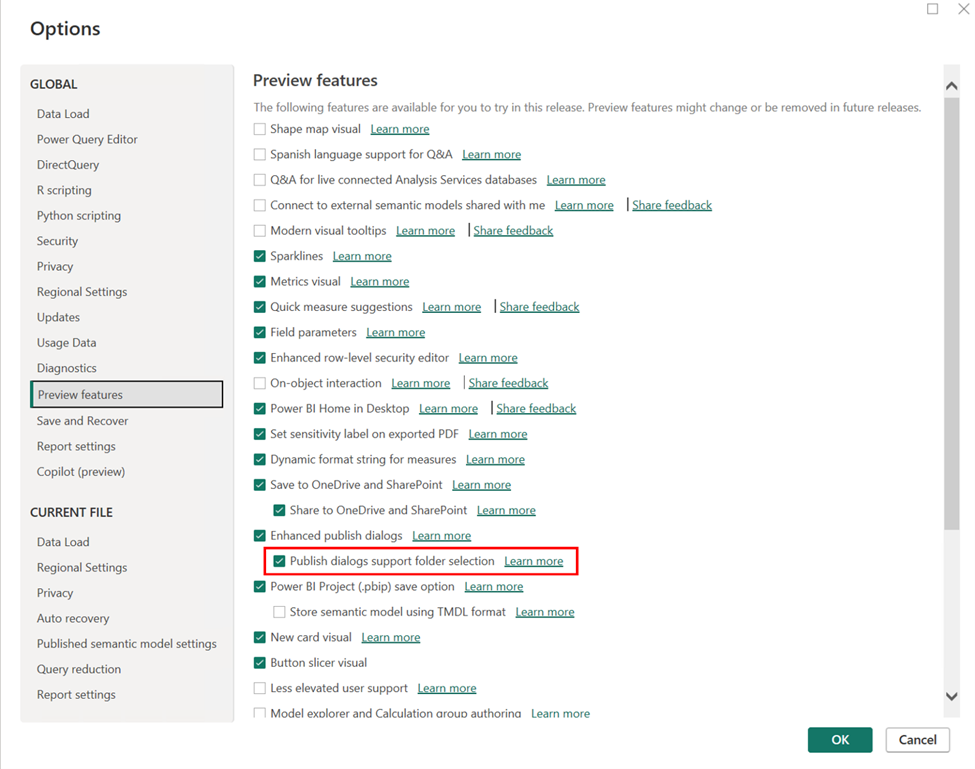 Options
GLOBAL
Data Load
Power Query Editor
DirectQuery
R scripting
Python scripting
Security
Privacy
Regional Settings
Updates
Usage Data
Diagnostics
Preview features
Save and Recover
Report settings
Copilot (preview)
CURRENT FILE
Data Load
Regional Settings
Privacy
Auto recovery
Published semantic model settings
Query reduction
Report settings
Preview features
The following features are available for you to try in this release. Preview features might change or be removed in future releases.
Shape map visual Learn more
Spanish language support for Q&A Learn more
Q&A for live connected Analysis Services databases Learn more
Connect to external semantic models shared with me Learn more | Share feedback
Modern visual tooltips Learn more | Share feedback
Sparklines Learn more
Metrics visual Learn more
Quick measure suggestions Learn more | Share feedback
Field parameters Learn more
Enhanced row-level security editor Learn more
On-object interaction Learn more | Share feedback
Power BI Home in Desktop Learn more | Share feedback
Set sensitivity label on exported PDF Learn more
Dynamic format string for measures Learn more
Save to OneDrive and SharePoint Learn more
Share to OneDrive and SharePoint Learn more
Enhanced publish dialogs Learn more
Publish dialogs support folder selection Learn more
Power BI Project (.pbip) save option Learn more
Store semantic model using TMDL format Learn more
New card visual Learn more
Button slicer visual
Less elevated user support Learn more
Model explorer and Calculation group authoring Learn more
OK Cancel